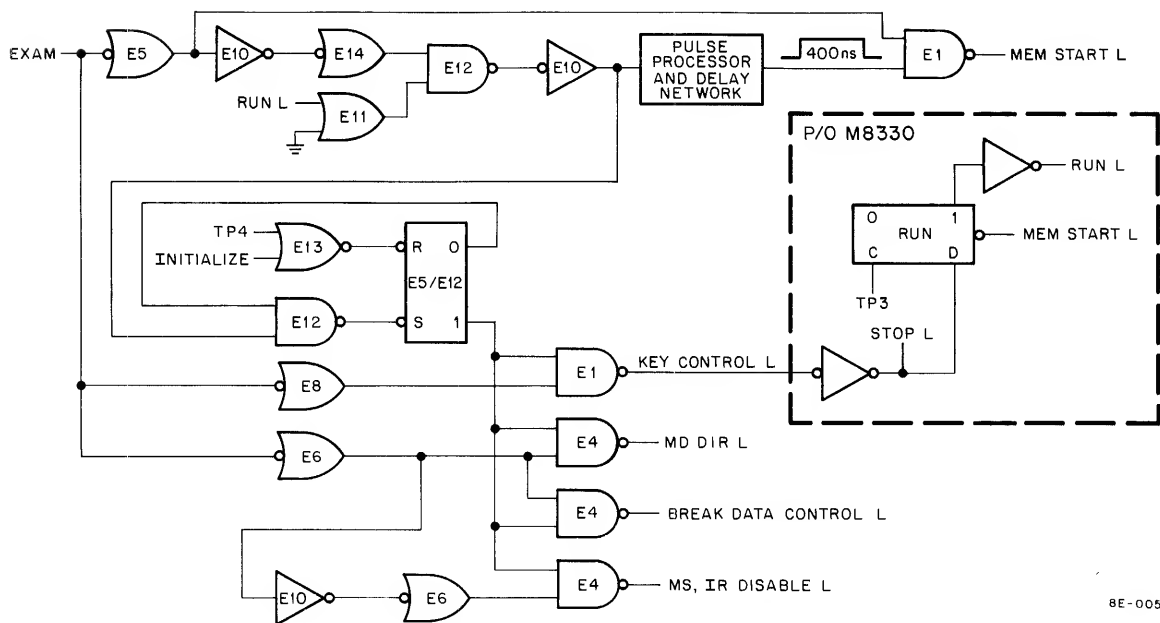 EXAM
E5
E10
E14
E12
E10
PULSE
PROCESSOR
AND DELAY
NETWORK
400ns
E1
MEM START L
RUN L
E11
P/O M8330
RUN L
0
1
RUN
MEM START L
C
D
TP3
STOP L
TP4
INITIALIZE
E13
R
0
E5/E12
E12
S
1
E8
E1
KEY CONTROL L
E6
E4
MD DIR L
E4
BREAK DATA CONTROL L
E10
E6
E4
MS, IR DISABLE L
8E-005